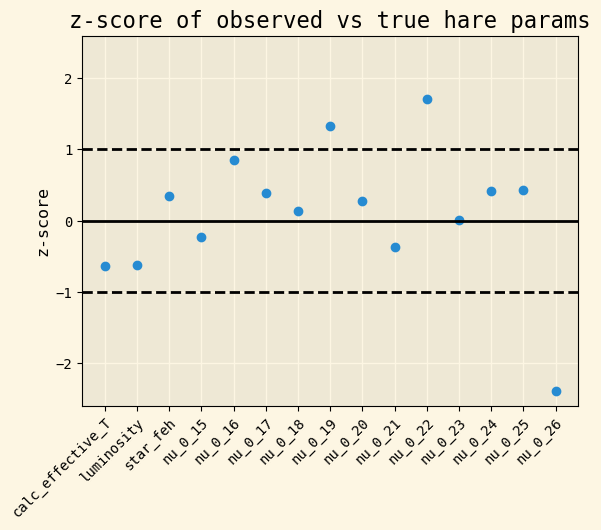 z-score of observed vs true hare params
z-score
2
1
0
−1
−2
calc_effective_T
luminosity
star_feh
nu_0_15
nu_0_16
nu_0_17
nu_0_18
nu_0_19
nu_0_20
nu_0_21
nu_0_22
nu_0_23
nu_0_24
nu_0_25
nu_0_26